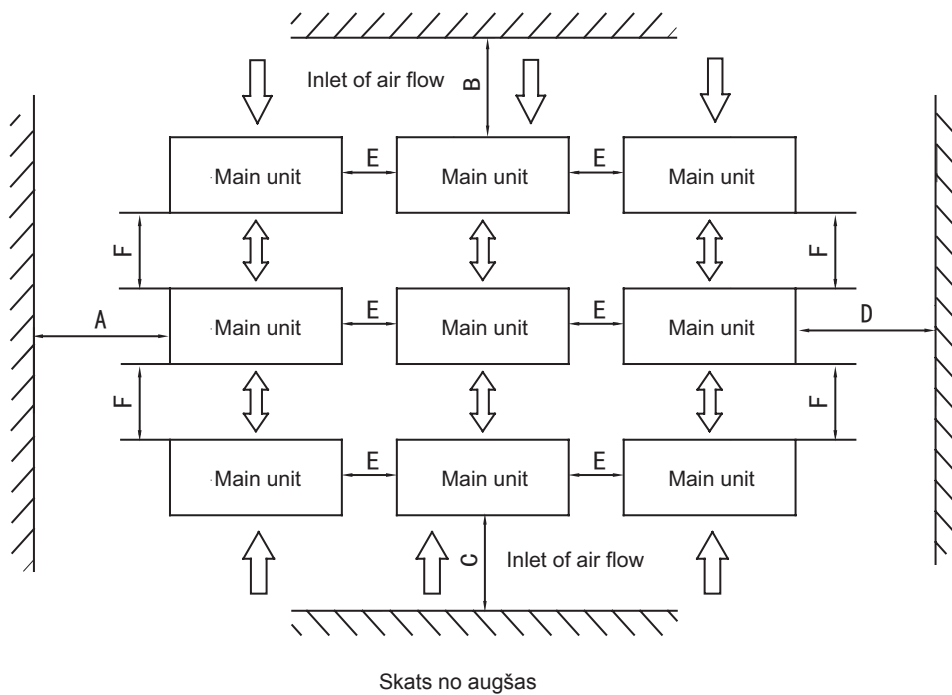 Inlet of air flow
B
Main unit E Main unit E Main unit
F F
A Main unit E Main unit E Main unit D
F F
Main unit E Main unit E Main unit
C Inlet of air flow
Skats no augšas